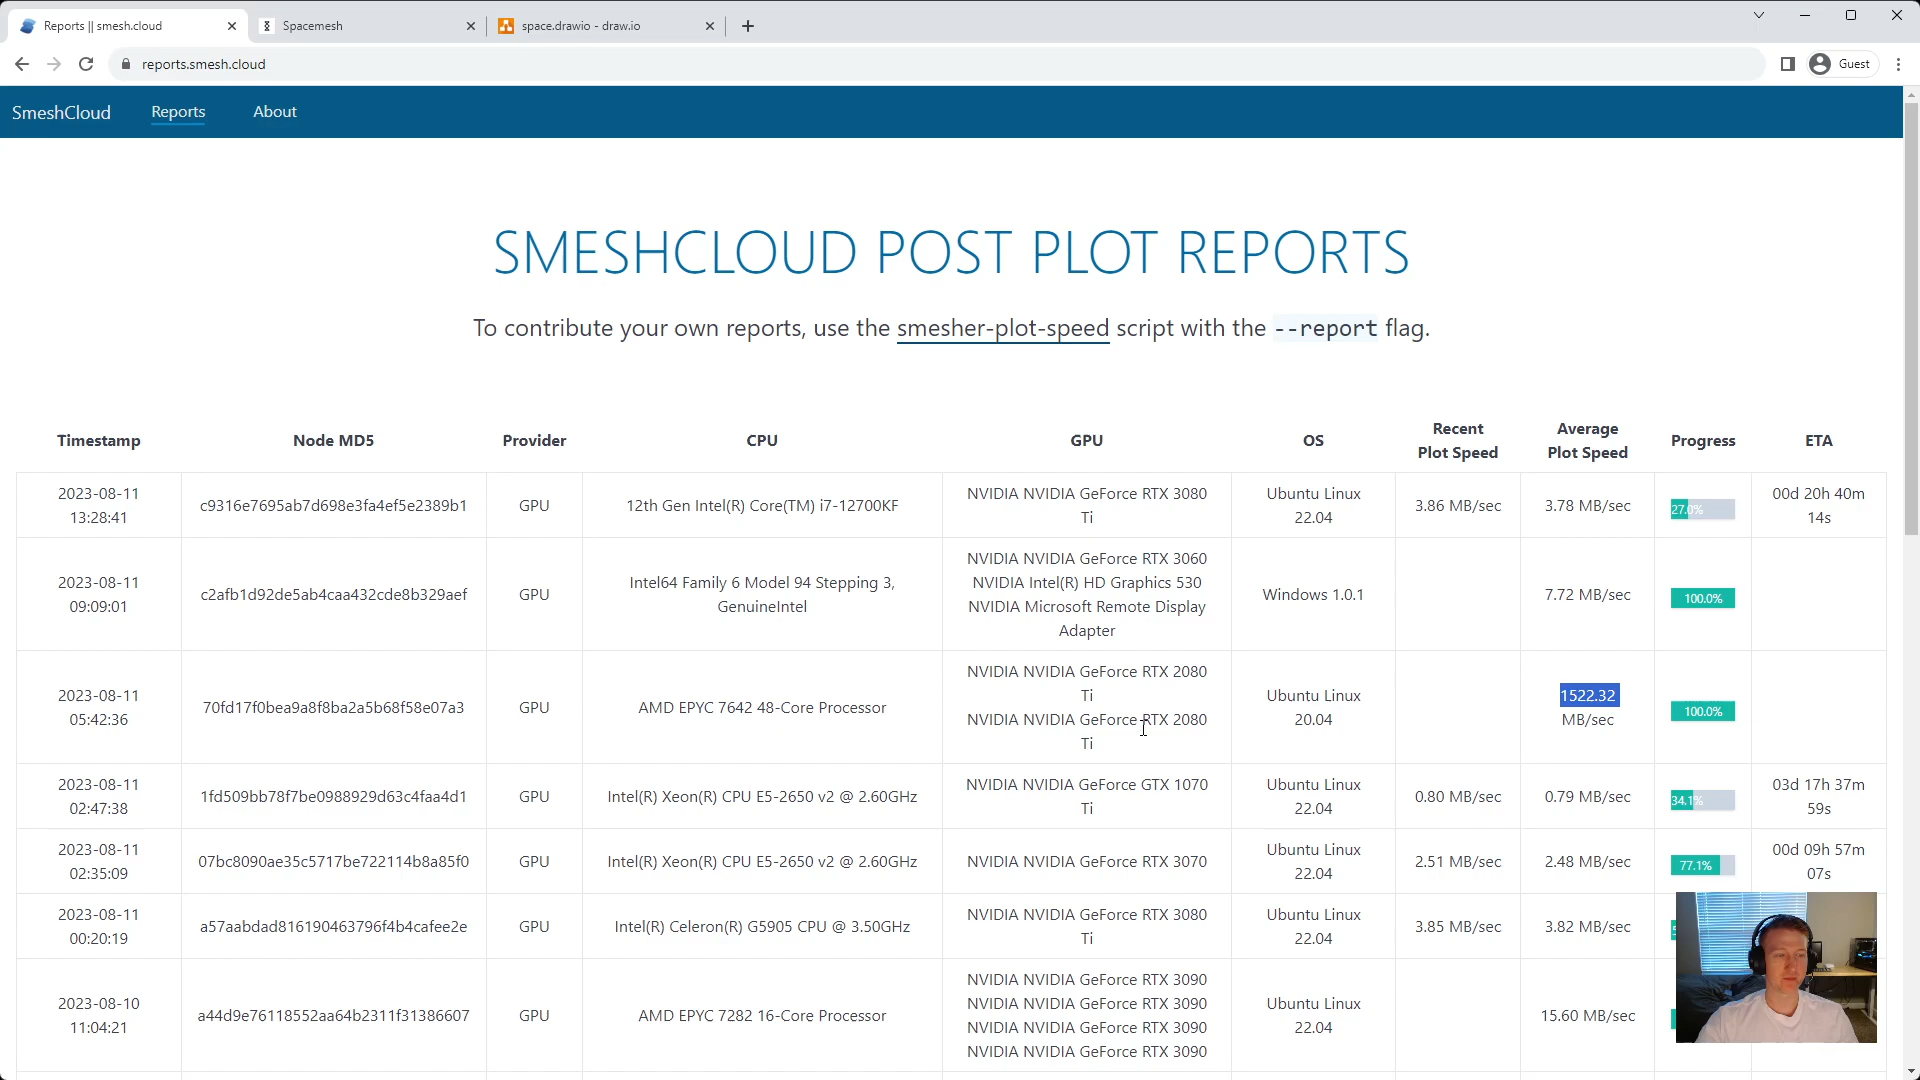 Reports || smesh.cloud
Spacemesh
space.drawio - draw.io
reports.smesh.cloud
Guest
SmeshCloud Reports About
SMESHCLOUD POST PLOT REPORTS
To contribute your own reports, use the smesher-plot-speed script with the --report flag.
Timestamp Node MD5 Provider CPU GPU OS Recent Plot Speed Average Plot Speed Progress ETA
2023-08-11 13:28:41 c9316e7695ab7d698e3fa4ef5e2389b1 GPU 12th Gen Intel(R) Core(TM) i7-12700KF NVIDIA NVIDIA GeForce RTX 3080 Ti Ubuntu Linux 22.04 3.86 MB/sec 3.78 MB/sec 27.0% 00d 20h 40m 14s
2023-08-11 09:09:01 c2afb1d92de5ab4caa432cde8b329aef GPU Intel64 Family 6 Model 94 Stepping 3, GenuineIntel NVIDIA NVIDIA GeForce RTX 3060 NVIDIA Intel(R) HD Graphics 530 NVIDIA Microsoft Remote Display Adapter Windows 1.0.1 7.72 MB/sec 100.0%
2023-08-11 05:42:36 70fd17f0bea9a8f8ba2a5b68f58e07a3 GPU AMD EPYC 7642 48-Core Processor NVIDIA NVIDIA GeForce RTX 2080 Ti NVIDIA NVIDIA GeForce RTX 2080 Ti Ubuntu Linux 20.04 1522.32 MB/sec 100.0%
2023-08-11 02:47:38 1fd509bb78f7be0988929d63c4faa4d1 GPU Intel(R) Xeon(R) CPU E5-2650 v2 @ 2.60GHz NVIDIA NVIDIA GeForce GTX 1070 Ti Ubuntu Linux 22.04 0.80 MB/sec 0.79 MB/sec 34.1% 03d 17h 37m 59s
2023-08-11 02:35:09 07bc8090ae35c5717be722114b8a85f0 GPU Intel(R) Xeon(R) CPU E5-2650 v2 @ 2.60GHz NVIDIA NVIDIA GeForce RTX 3070 Ubuntu Linux 22.04 2.51 MB/sec 2.48 MB/sec 77.1% 00d 09h 57m 07s
2023-08-11 00:20:19 a57aabdad816190463796f4b4cafee2e GPU Intel(R) Celeron(R) G5905 CPU @ 3.50GHz NVIDIA NVIDIA GeForce RTX 3080 Ti Ubuntu Linux 22.04 3.85 MB/sec 3.82 MB/sec
2023-08-10 11:04:21 a44d9e76118552aa64b2311f31386607 GPU AMD EPYC 7282 16-Core Processor NVIDIA NVIDIA GeForce RTX 3090 NVIDIA NVIDIA GeForce RTX 3090 NVIDIA NVIDIA GeForce RTX 3090 NVIDIA NVIDIA GeForce RTX 3090 Ubuntu Linux 22.04 15.60 MB/sec